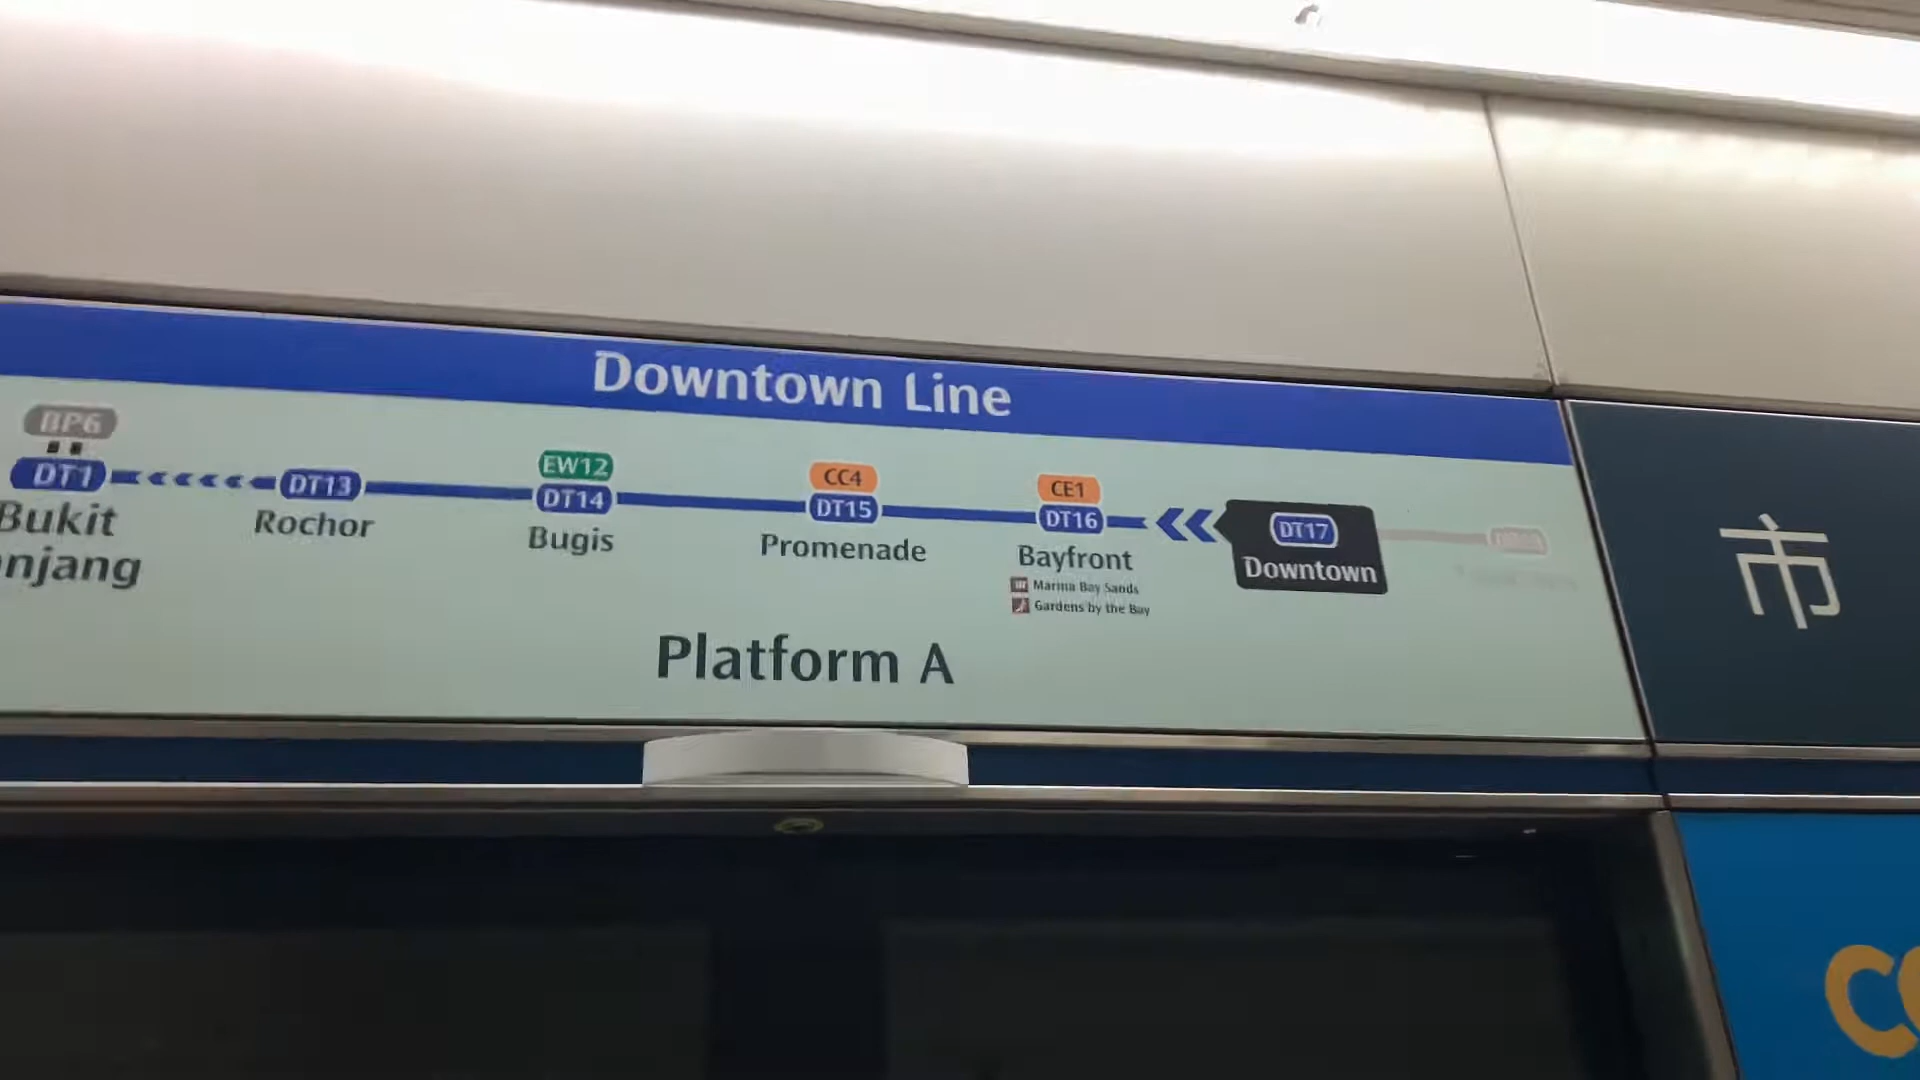 Downtown Line
BP6
DT1
Bukit
njang
DT13
Rochor
EW12
DT14
Bugis
CC4
DT15
Promenade
CE1
DT16
Bayfront
Marina Bay Sands
Gardens by the Bay
DT17
Downtown
Platform A
市